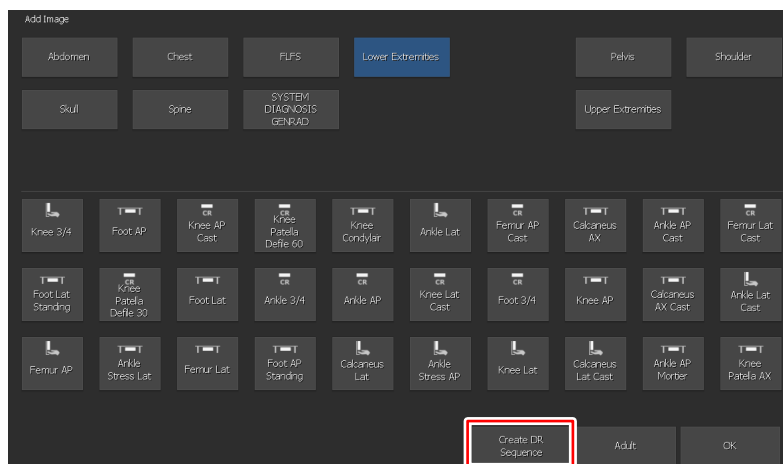 Add Image
Abdomen
Chest
FLFS
Lower Extremities
Pelvis
Shoulder
Skull
Spine
SYSTEM
DIAGNOSIS
GENRAD
Upper Extremities
Knee 3/4
Foot AP
CR
Knee AP
Cast
CR
Knee
Patella
Defile 60
Knee
Condylair
Ankle Lat
CR
Femur AP
Cast
Calcaneus
AX
Ankle AP
Cast
CR
Femur Lat
Cast
Foot Lat
Standing
CR
Knee
Patella
Defile 30
Foot Lat
CR
Ankle 3/4
CR
Ankle AP
CR
Knee Lat
Cast
CR
Foot 3/4
Knee AP
Calcaneus
AX Cast
Ankle Lat
Cast
Femur AP
Ankle
Stress Lat
Femur Lat
Foot AP
Standing
Calcaneus
Lat
Ankle
Stress AP
Knee Lat
Calcaneus
Lat Cast
Ankle AP
Mortier
Knee
Patella AX
Create DR
Sequence
Adult
OK